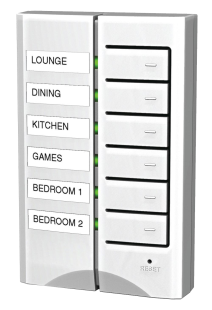 LOUNGE
DINING
KITCHEN
GAMES
BEDROOM 1
BEDROOM 2
RESET